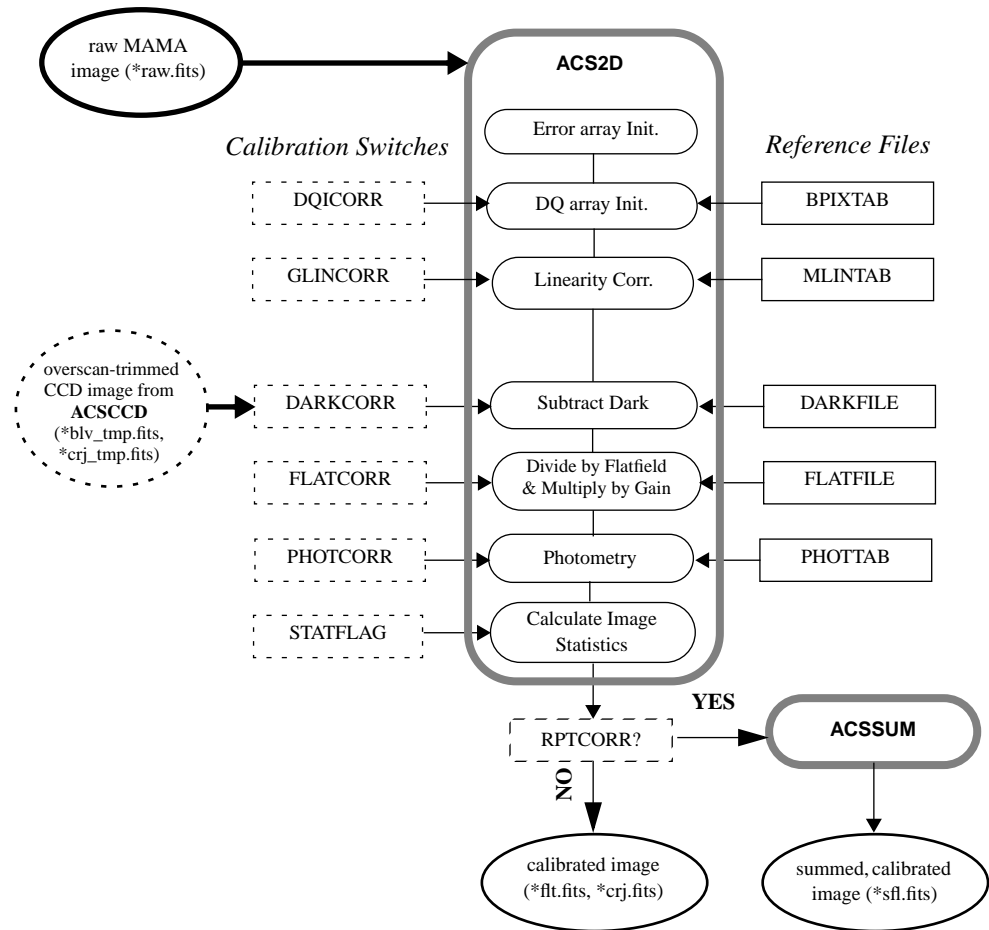 raw MAMA
image (*raw.fits)
ACS2D
Error array Init.
Calibration Switches
Reference Files
DQICORR
DQ array Init.
BPIXTAB
GLINCORR
Linearity Corr.
MLINTAB
overscan-trimmed
CCD image from
ACSCCD
(*blv_tmp.fits,
*crj_tmp.fits)
DARKCORR
Subtract Dark
DARKFILE
FLATCORR
Divide by Flatfield
& Multiply by Gain
FLATFILE
PHOTCORR
Photometry
PHOTTAB
STATFLAG
Calculate Image
Statistics
YES
RPTCORR?
ACSSUM
NO
calibrated image
(*flt.fits, *crj.fits)
summed, calibrated
image (*sfl.fits)